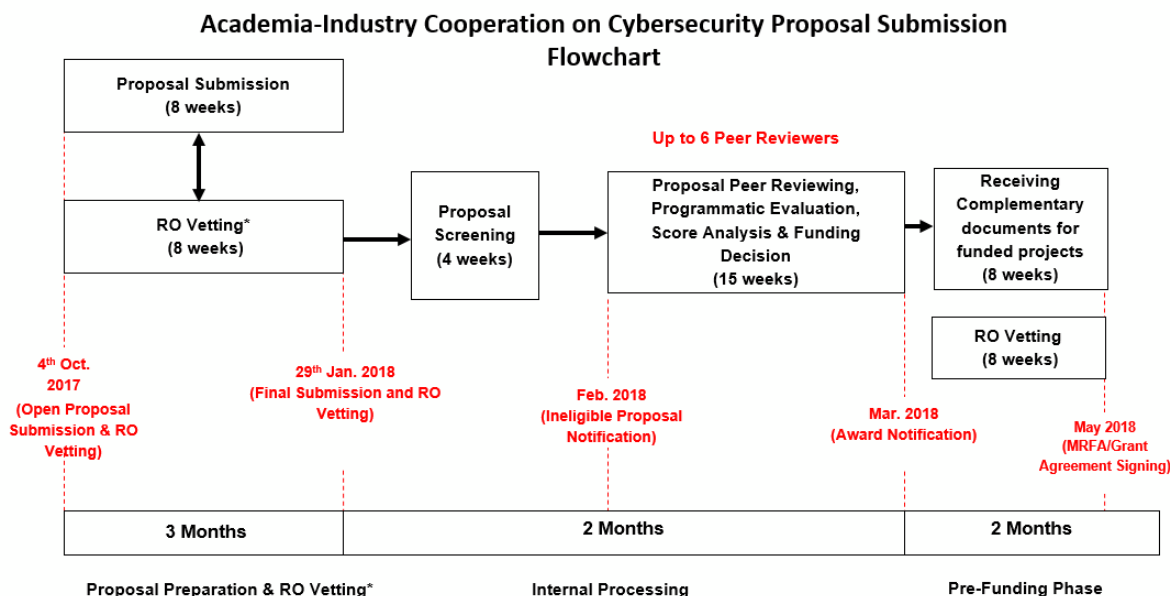 Academia-Industry Cooperation on Cybersecurity Proposal Submission
Flowchart
Proposal Submission
(8 weeks)
Up to 6 Peer Reviewers
RO Vetting*
(8 weeks)
Proposal
Screening
(4 weeks)
Proposal Peer Reviewing,
Programmatic Evaluation,
Score Analysis & Funding
Decision
(15 weeks)
Receiving
Complementary
documents for
funded projects
(8 weeks)
RO Vetting
(8 weeks)
4th Oct.
2017
(Open Proposal
Submission & RO
Vetting)
29th Jan. 2018
(Final Submission and RO
Vetting)
Feb. 2018
(Ineligible Proposal
Notification)
Mar. 2018
(Award Notification)
May 2018
(MRFA/Grant
Agreement Signing)
3 Months
2 Months
2 Months
Proposal Preparation & RO Vetting*
Internal Processing
Pre-Funding Phase